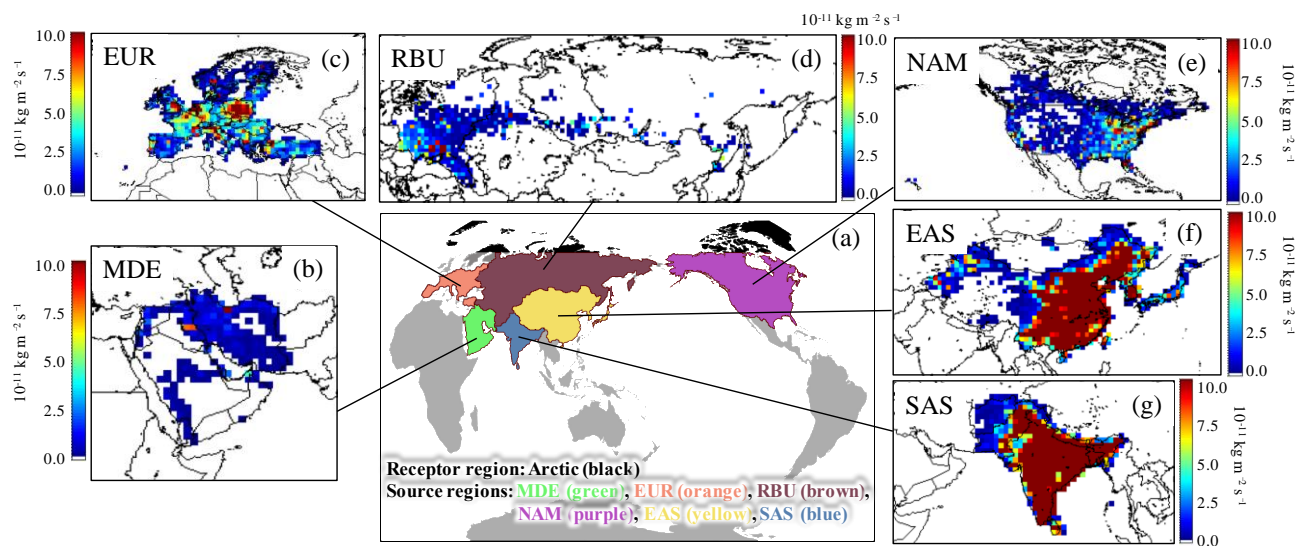 10⁻¹¹ kg m⁻² s⁻¹
10.0
7.5
5.0
2.5
0.0
10⁻¹¹ kg m⁻² s⁻¹
EUR
(c)
RBU
(d)
10.0
7.5
5.0
2.5
0.0
NAM
(e)
10.0
7.5
5.0
2.5
0.0
10⁻¹¹ kg m⁻² s⁻¹
MDE
(b)
10.0
7.5
5.0
2.5
0.0
10⁻¹¹ kg m⁻² s⁻¹
(a)
Receptor region: Arctic (black)
Source regions: MDE (green), EUR (orange), RBU (brown),
NAM (purple), EAS (yellow), SAS (blue)
EAS
(f)
10.0
7.5
5.0
2.5
0.0
10⁻¹¹ kg m⁻² s⁻¹
SAS
(g)
10.0
7.5
5.0
2.5
0.0
10⁻¹¹ kg m⁻² s⁻¹